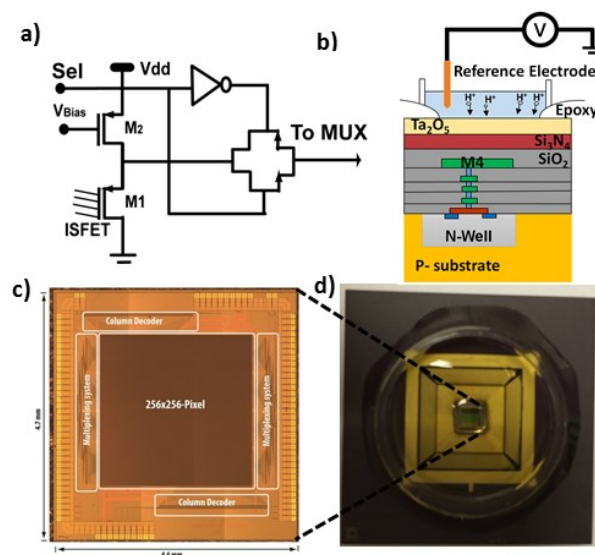 a)
Sel
Vdd
VBias
M2
To MUX
M1
ISFET
b)
V
Reference Electrode
H+ H+ H+ H+
Epoxy
Ta2O5
Si3N4
SiO2
M4
N-Well
P- substrate
c)
Column Decoder
Multiplexing system
256x256-Pixel
Multiplexing system
Column Decoder
4.7 mm
d)